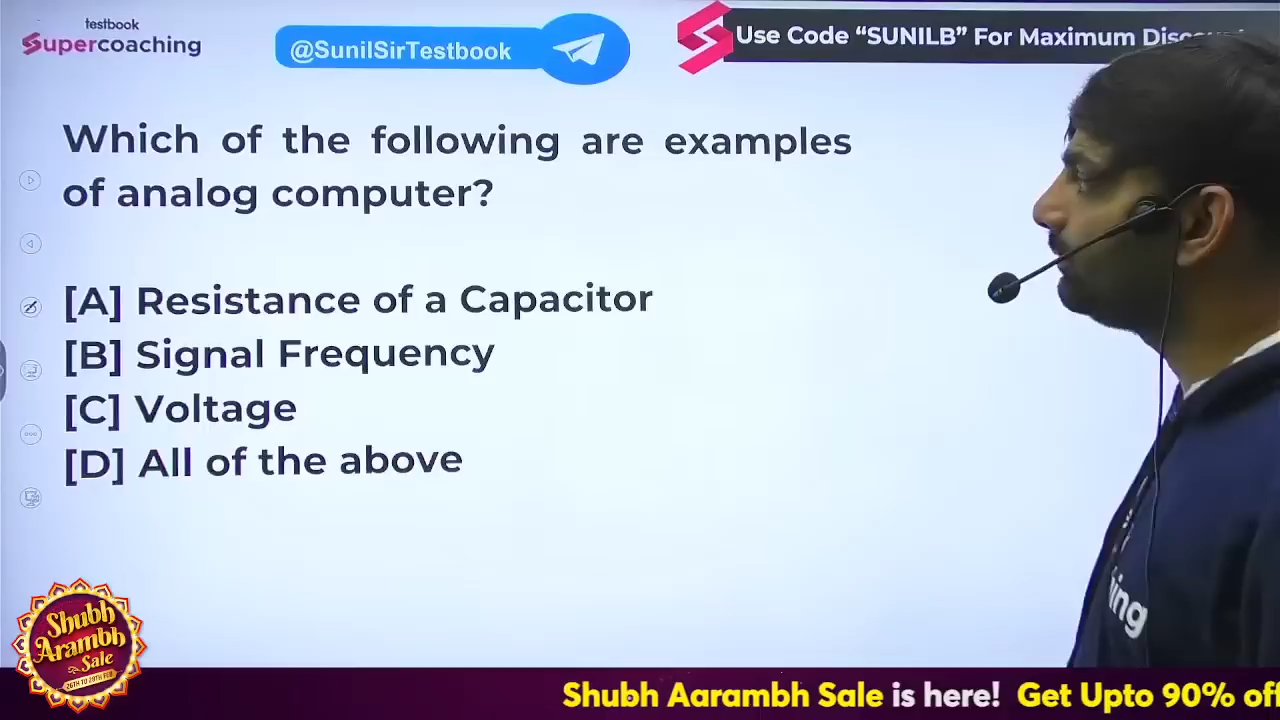 testbook
Supercoaching
@SunilSirTestbook
Use Code “SUNILB” For Maximum
Which of the following are examples
of analog computer?
[A] Resistance of a Capacitor
[B] Signal Frequency
[C] Voltage
[D] All of the above
Shubh
Arambh
Sale
Shubh Aarambh Sale is here! Get Upto 90% off